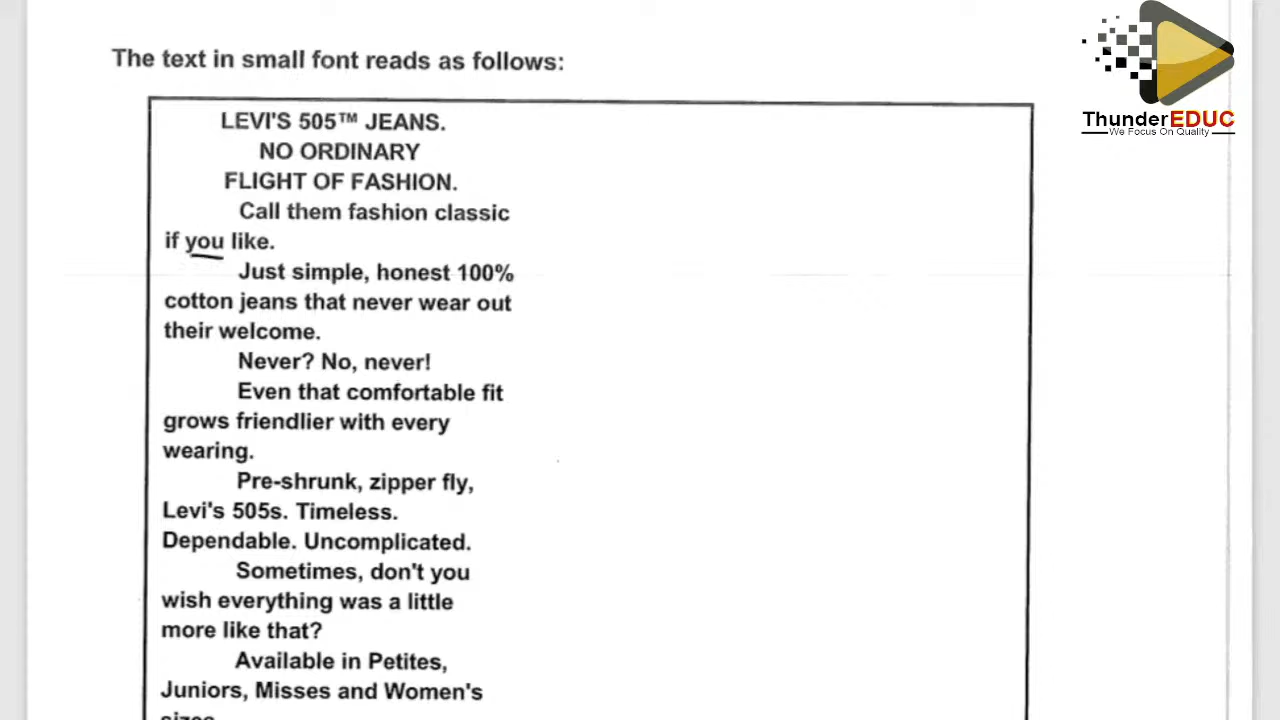 The text in small font reads as follows:
ThunderEDUC
We Focus On Quality
LEVI'S 505™ JEANS.
NO ORDINARY
FLIGHT OF FASHION.
Call them fashion classic
if you like.
Just simple, honest 100%
cotton jeans that never wear out
their welcome.
Never? No, never!
Even that comfortable fit
grows friendlier with every
wearing.
Pre-shrunk, zipper fly,
Levi's 505s. Timeless.
Dependable. Uncomplicated.
Sometimes, don't you
wish everything was a little
more like that?
Available in Petites,
Juniors, Misses and Women's
sizes